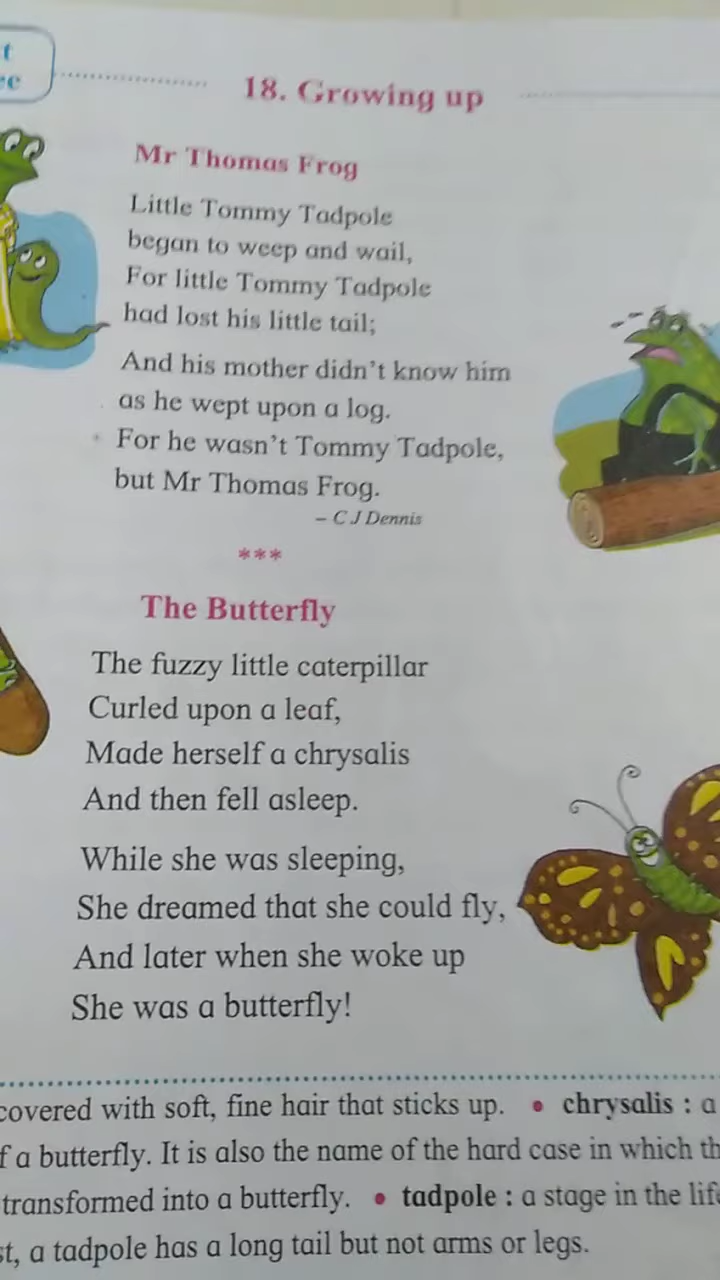 18. Growing up
Mr Thomas Frog
Little Tommy Tadpole
began to weep and wail,
For little Tommy Tadpole
had lost his little tail;
And his mother didn't know him
as he wept upon a log.
For he wasn't Tommy Tadpole,
but Mr Thomas Frog.
– C J Dennis
***
The Butterfly
The fuzzy little caterpillar
Curled upon a leaf,
Made herself a chrysalis
And then fell asleep.
While she was sleeping,
She dreamed that she could fly,
And later when she woke up
She was a butterfly!
covered with soft, fine hair that sticks up. • chrysalis : a
f a butterfly. It is also the name of the hard case in which
transformed into a butterfly. • tadpole : a stage in the
a tadpole has a long tail but not arms or legs.